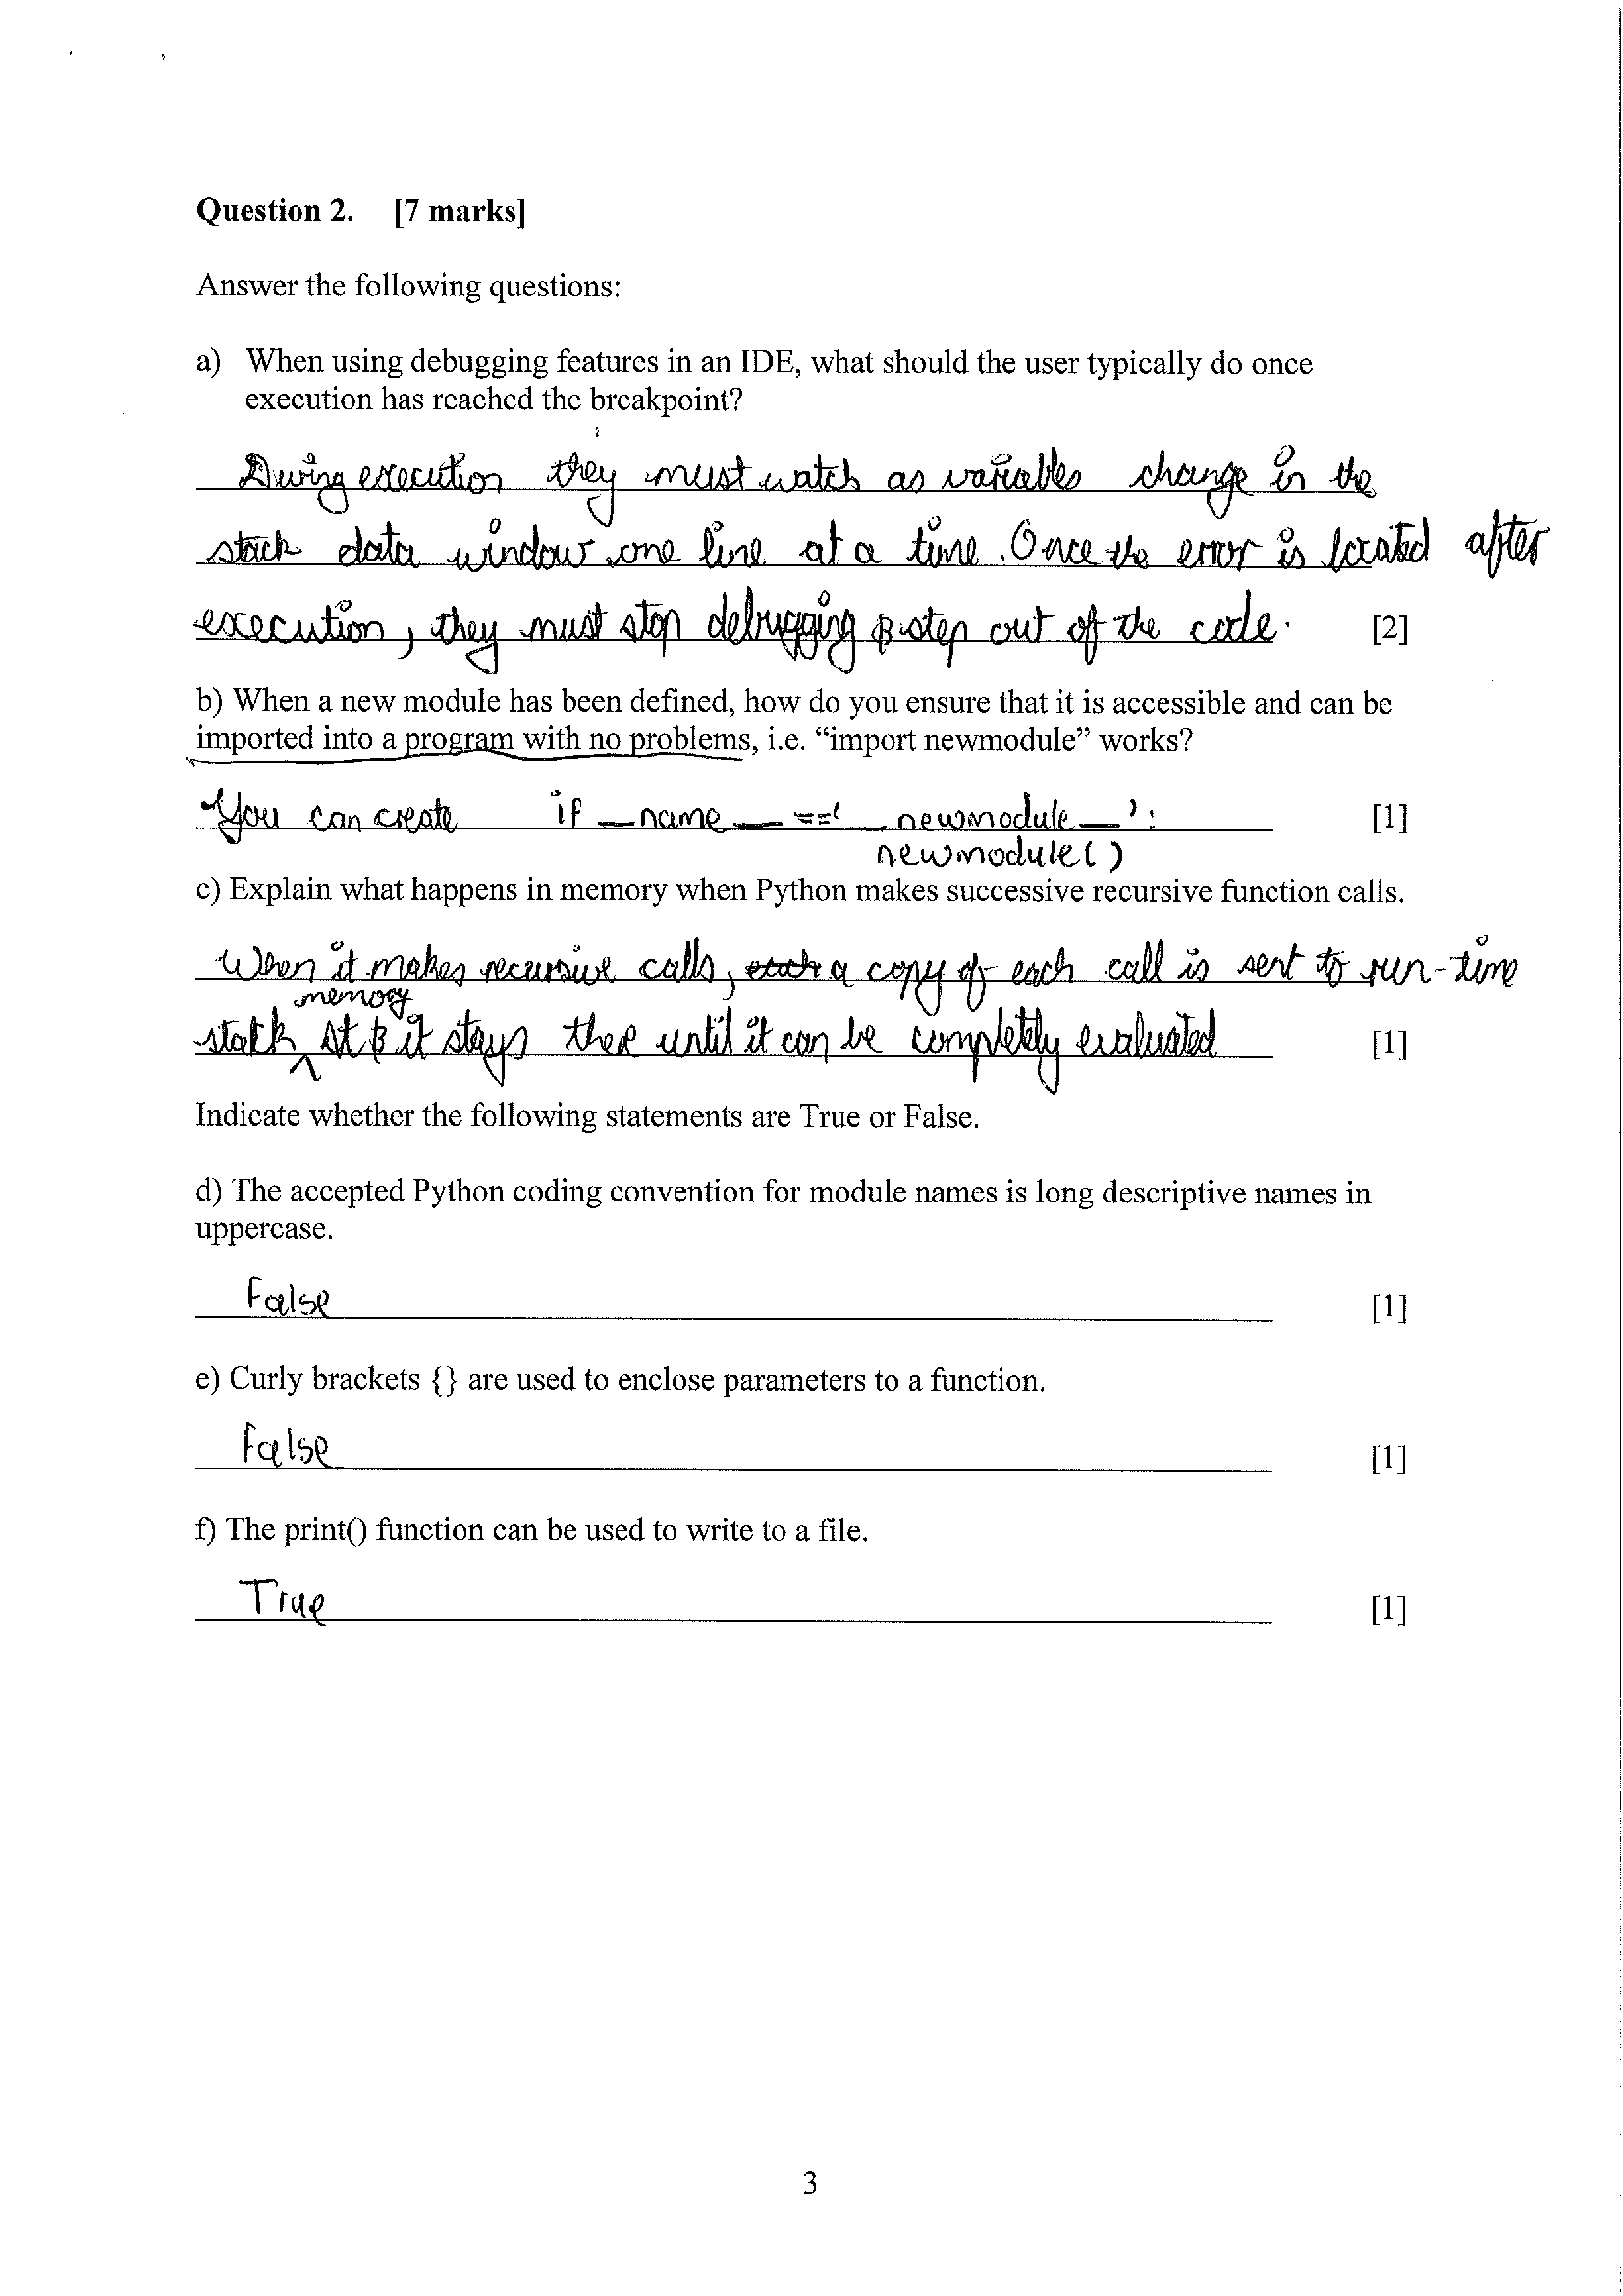 Question 2. [7 marks]
Answer the following questions:
a) When using debugging features in an IDE, what should the user typically do once
execution has reached the breakpoint?
During execution they must watch as variables change in the
stack data window one line at a time. Once the error is located after
execution, they must stop debugging & step out of the code. [2]
b) When a new module has been defined, how do you ensure that it is accessible and can be
imported into a program with no problems, i.e. “import newmodule” works?
You can create if __name__ == '__newmodule__': [1]
newmodule()
c) Explain what happens in memory when Python makes successive recursive function calls.
When it makes recursive calls, each a copy of each call is sent to run-time
memory
stack & it stays there until it can be completely evaluated [1]
Indicate whether the following statements are True or False.
d) The accepted Python coding convention for module names is long descriptive names in
uppercase.
False [1]
e) Curly brackets {} are used to enclose parameters to a function.
False [1]
f) The print() function can be used to write to a file.
True [1]
3